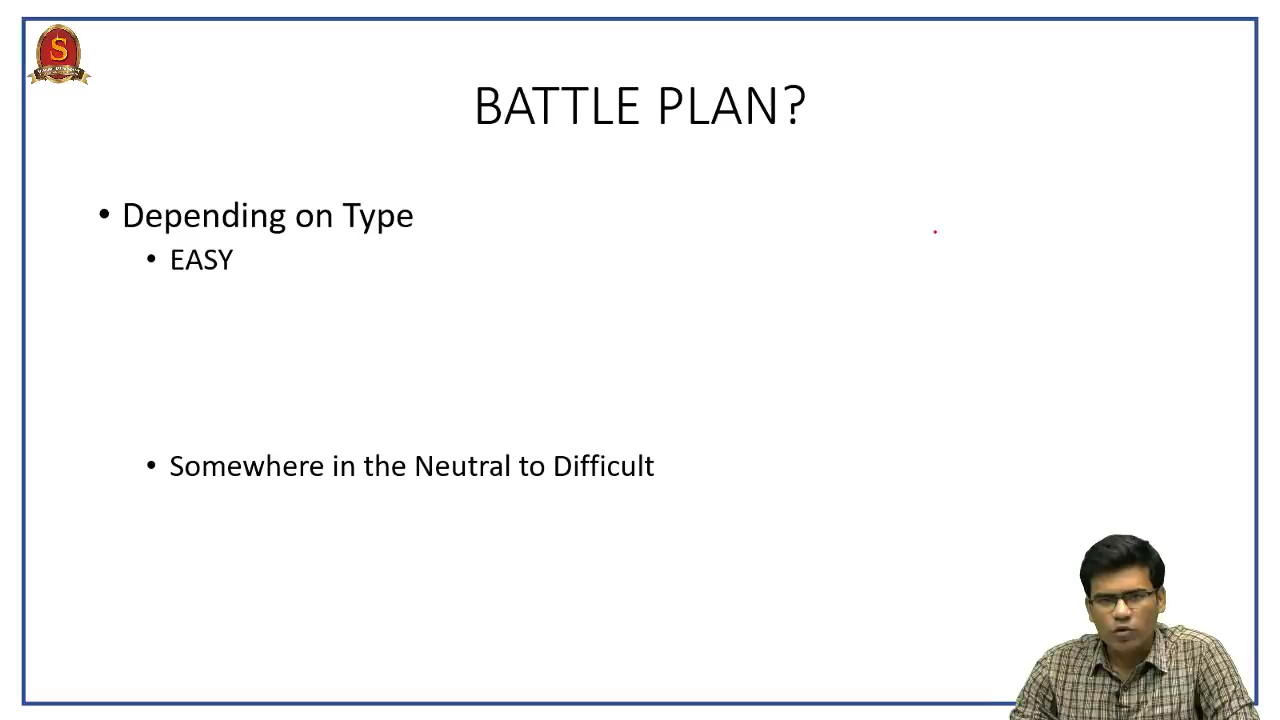 S
BATTLE PLAN?
• Depending on Type
• EASY
• Somewhere in the Neutral to Difficult